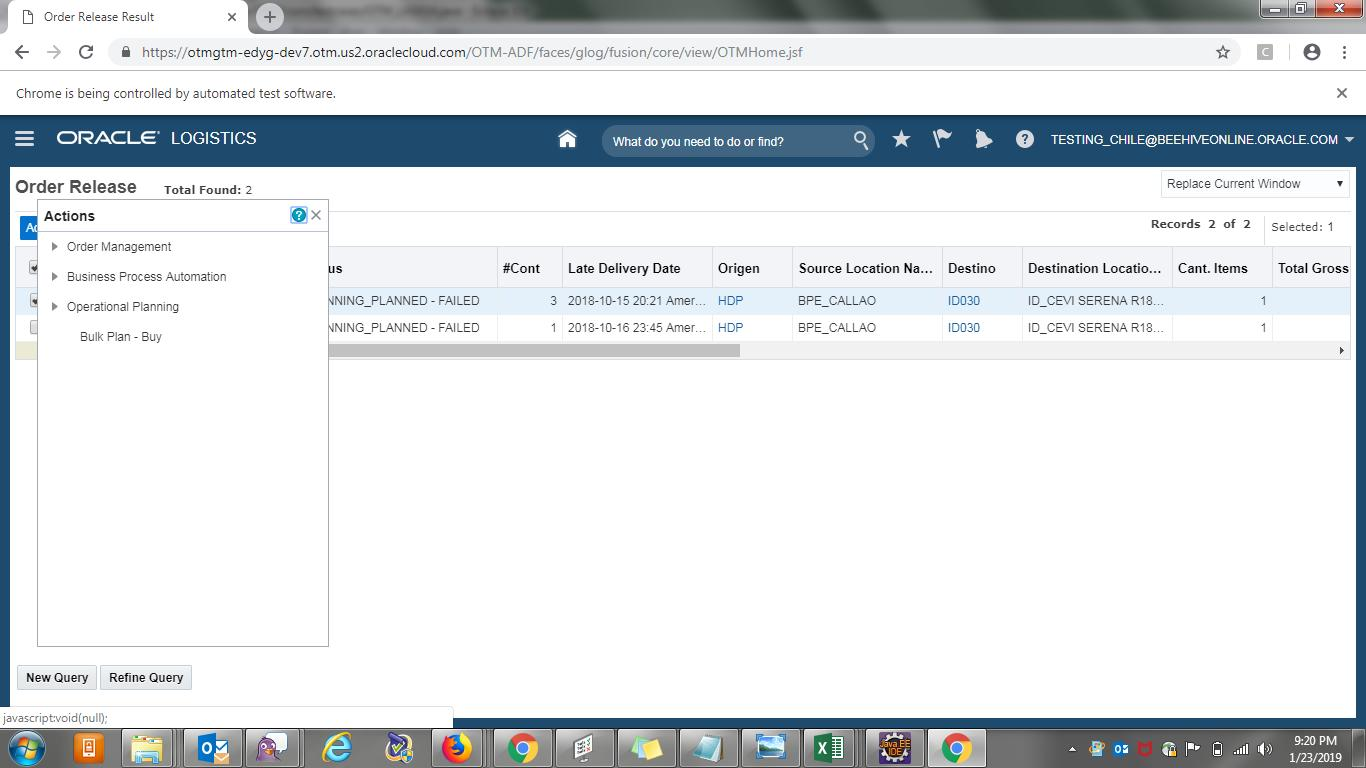 Order Release Result
https://otmgtm-edyg-dev7.otm.us2.oraclecloud.com/OTM-ADF/faces/glog/fusion/core/view/OTMHome.jsf
Chrome is being controlled by automated test software.
ORACLE LOGISTICS
What do you need to do or find?
TESTING_CHILE@BEEHIVEONLINE.ORACLE.COM
Order Release Total Found: 2
Replace Current Window
Actions
Records 2 of 2 Selected: 1
Order Management
#Cont Late Delivery Date Origen Source Location Na... Destino Destination Locatio... Cant. Items Total Gross
Business Process Automation
NNING_PLANNED - FAILED 3 2018-10-15 20:21 Amer... HDP BPE_CALLAO ID030 ID_CEVI SERENA R18... 1
Operational Planning
NNING_PLANNED - FAILED 1 2018-10-16 23:45 Amer... HDP BPE_CALLAO ID030 ID_CEVI SERENA R18... 1
Bulk Plan - Buy
New Query Refine Query
javascript:void(null);
Java EE
IDE
9:20 PM
1/23/2019